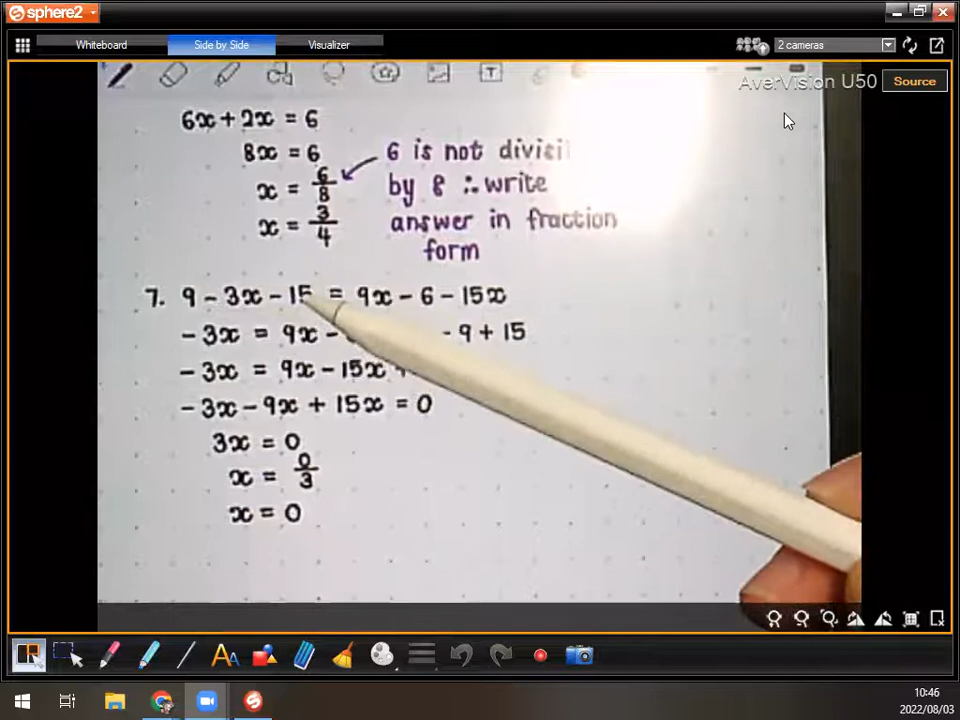 sphere2
Whiteboard
Side by Side
Visualizer
2 cameras
AverVision U50
Source
6x + 2x = 6
8x = 6
x = 6/8
x = 3/4
6 is not
by 8 ∴ write
answer in fraction
form
7. 9 - 3x - 15 = 9x - 6 - 15x
- 3x = 9x - - 9 + 15
- 3x = 9x - 15x
- 3x - 9x + 15x = 0
3x = 0
x = 0/3
x = 0
10:46
2022/08/03